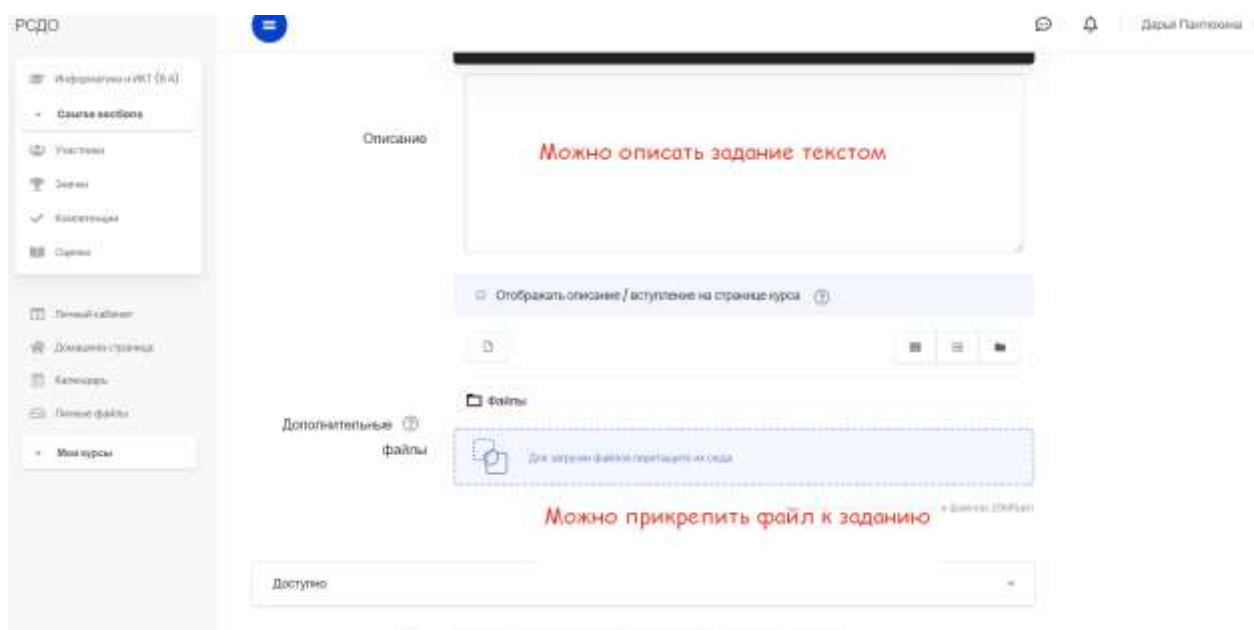 РСДО
Дарья Пантюхина
Информатика и ИКТ (8 А)
Course sections
Участники
Значки
Компетенции
Оценки
Личный кабинет
Домашняя страница
Календарь
Личные файлы
Мои курсы
Описание
Можно описать задание текстом
Отображать описание / вступление на странице курса
Дополнительные файлы
Файлы
Для загрузки файлов перетащите их сюда
Можно прикрепить файл к заданию
Доступно